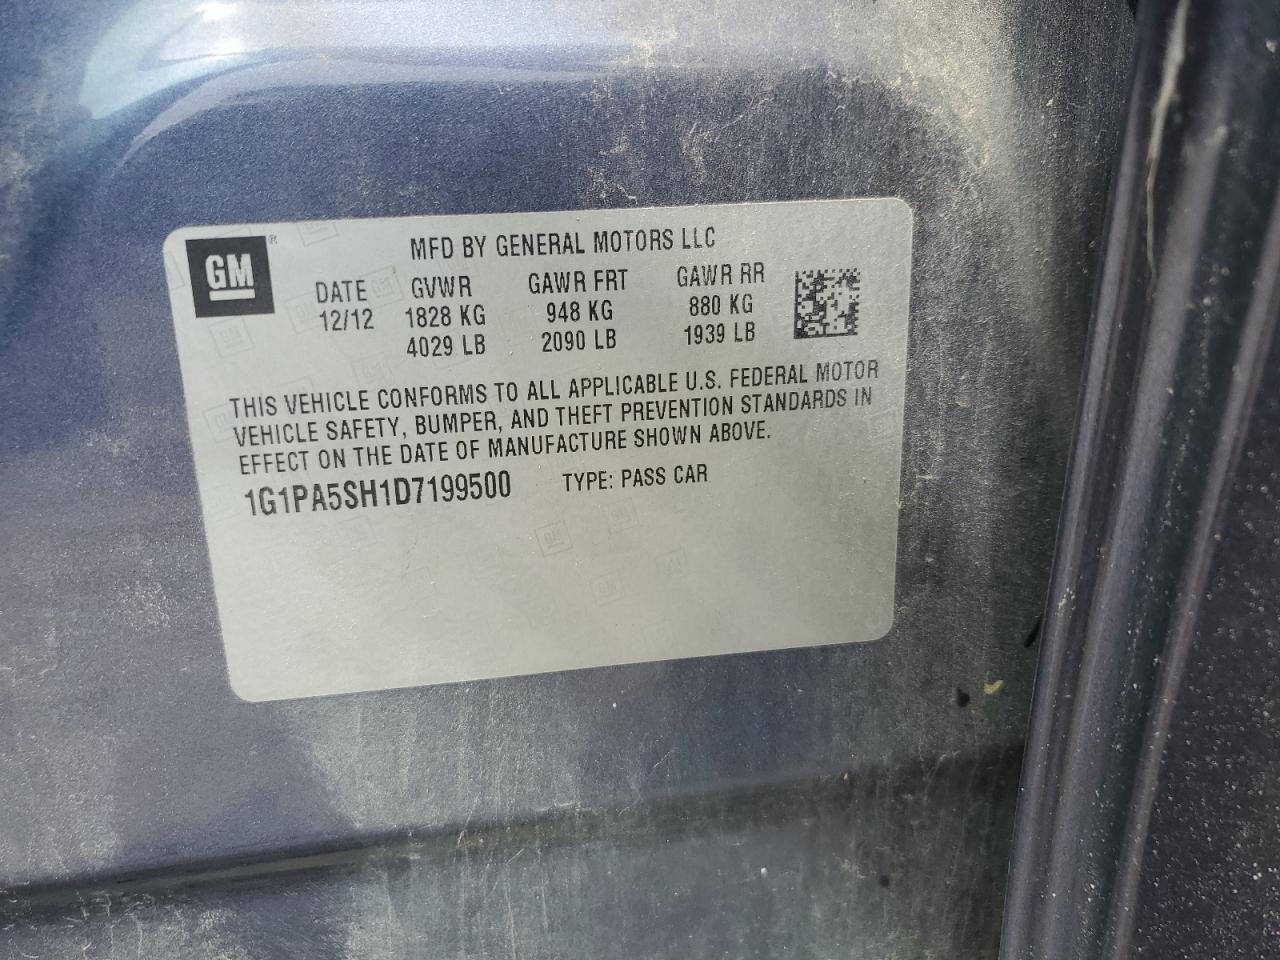 GM ®
MFD BY GENERAL MOTORS LLC
DATE GVWR GAWR FRT GAWR RR
12/12 1828 KG 948 KG 880 KG
4029 LB 2090 LB 1939 LB
THIS VEHICLE CONFORMS TO ALL APPLICABLE U.S. FEDERAL MOTOR
VEHICLE SAFETY, BUMPER, AND THEFT PREVENTION STANDARDS IN
EFFECT ON THE DATE OF MANUFACTURE SHOWN ABOVE.
1G1PA5SH1D7199500 TYPE: PASS CAR